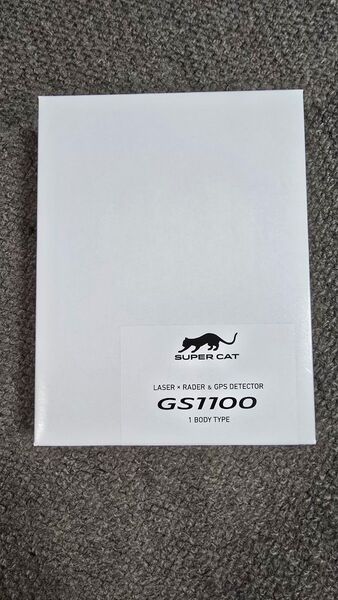 SUPER CAT
LASER × RADER & GPS DETECTOR
GS1100
1 BODY TYPE